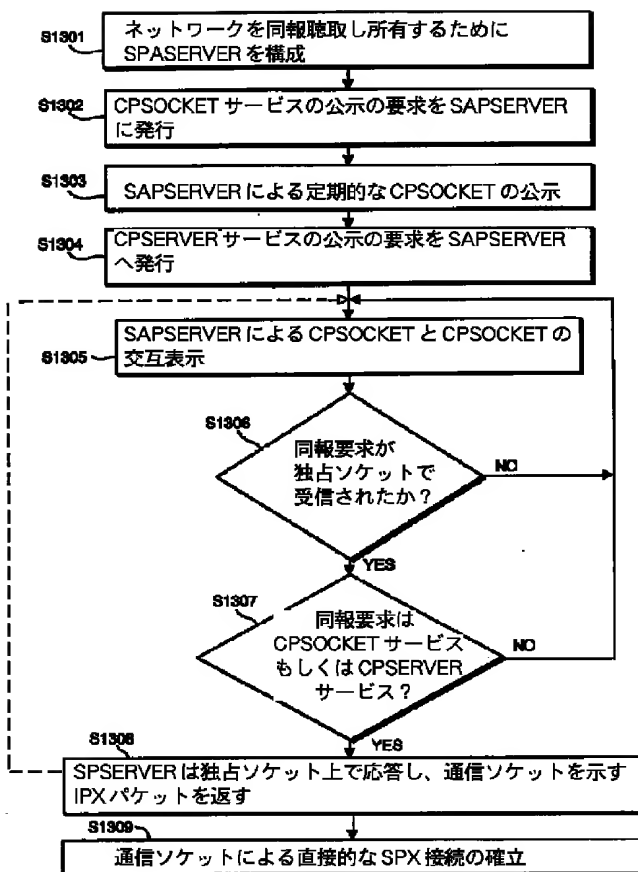 S1301
ネットワークを同報聴取し所有するために
SPASERVERを構成
S1302
CPSOCKET サービスの公示の要求を SAPSERVER
に発行
S1303
SAPSERVER による定期的な CPSOCKET の公示
S1304
CPSERVER サービスの公示の要求を SAPSERVER
へ発行
S1305
SAPSERVER による CPSOCKET と CPSOCKET の
交互表示
S1306
同報要求が
独占ソケットで
受信されたか?
NO
YES
S1307
同報要求は
CPSOCKET サービス
もしくは CPSERVER
サービス?
NO
YES
S1308
SPSERVER は独占ソケット上で応答し、通信ソケットを示す
IPX パケットを返す
S1309
通信ソケットによる直接的な SPX 接続の確立